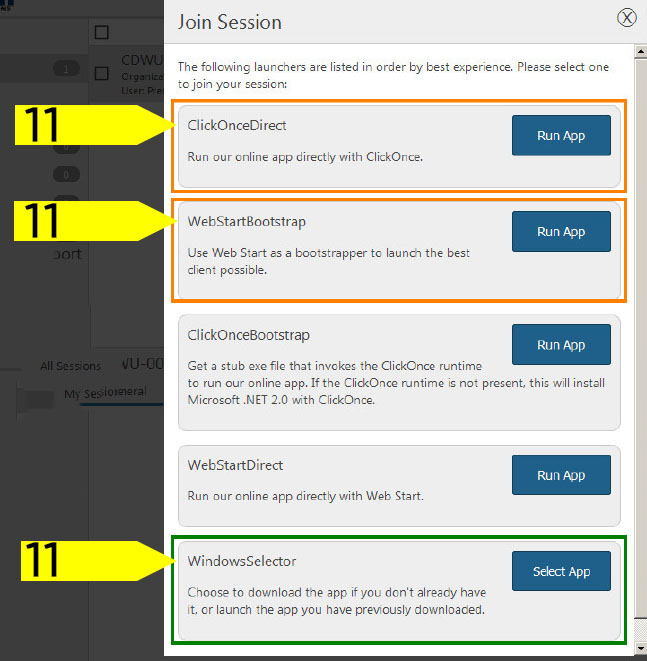 Join Session
X
The following launchers are listed in order by best experience. Please select one
to join your session:
11
ClickOnceDirect
Run App
Run our online app directly with ClickOnce.
11
WebStartBootstrap
Run App
Use Web Start as a bootstrapper to launch the best
client possible.
ClickOnceBootstrap
Run App
Get a stub exe file that invokes the ClickOnce runtime
to run our online app. If the ClickOnce runtime is not present, this will install
Microsoft .NET 2.0 with ClickOnce.
WebStartDirect
Run App
Run our online app directly with Web Start.
11
WindowsSelector
Select App
Choose to download the app if you don't already have
it, or launch the app you have previously downloaded.
NS
1
CDWU
Organiza
User: Pre
0
0
port
All Sessions
VU-00
My Ses
eneral